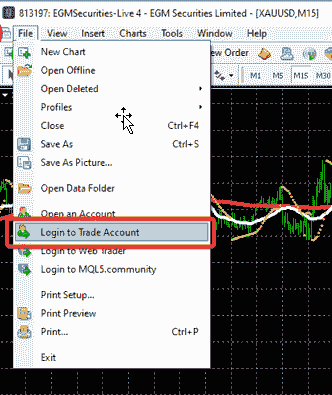 813197: EGMSecurities-Live 4 - EGM Securities Limited - [XAUUSD,M15]
File View Insert Charts Tools Window Help
New Chart
Open Offline
Open Deleted
Profiles
Close Ctrl+F4
Save As Ctrl+S
Save As Picture...
Open Data Folder
Open an Account
Login to Trade Account
Login to Web Trader
Login to MQL5.community
Print Setup...
Print Preview
Print... Ctrl+P
Exit
Order
M1 M5 M15 M30